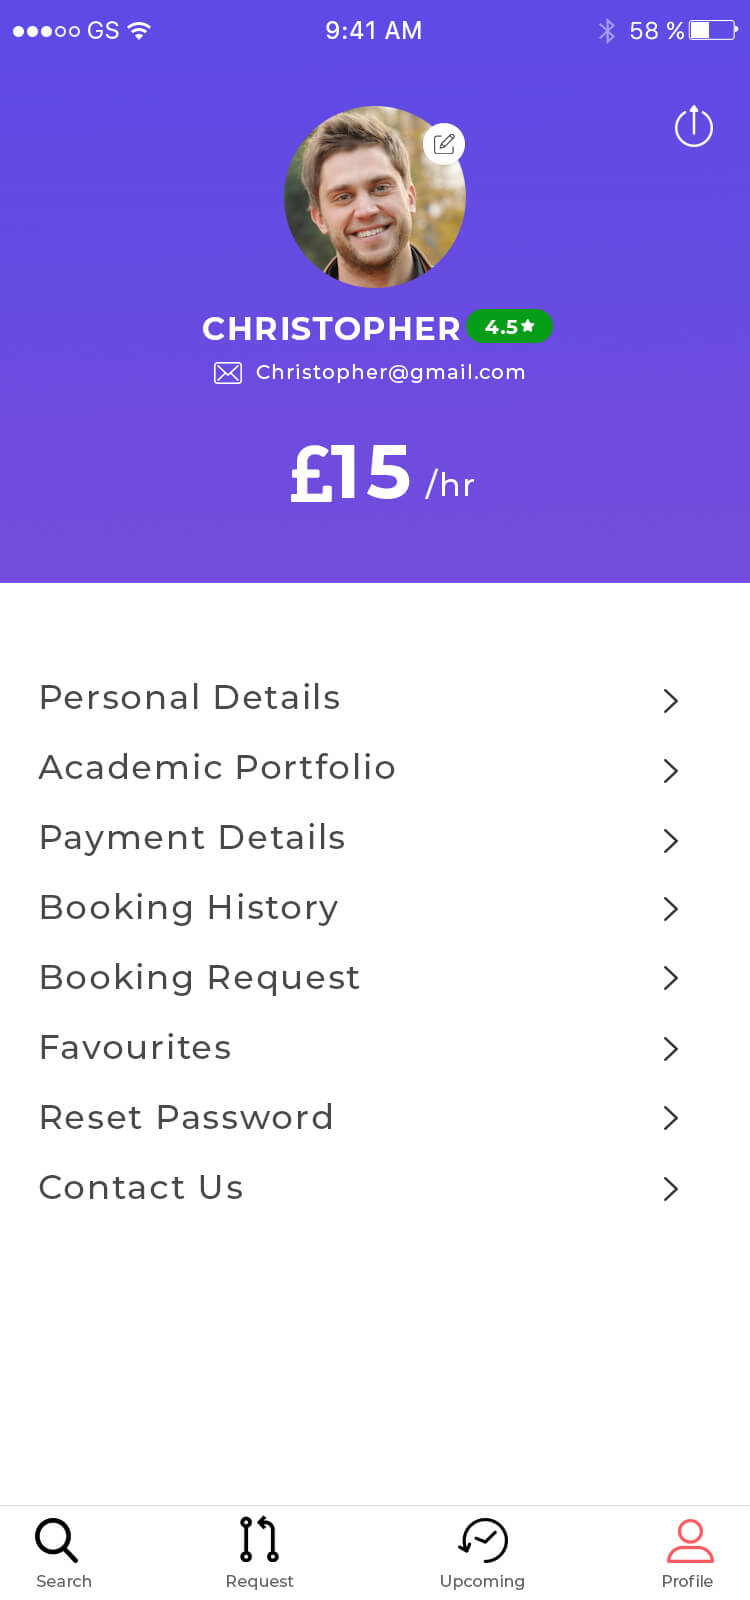 GS 9:41 AM 58 %
CHRISTOPHER 4.5
Christopher@gmail.com
£15 /hr
Personal Details
Academic Portfolio
Payment Details
Booking History
Booking Request
Favourites
Reset Password
Contact Us
Search Request Upcoming Profile